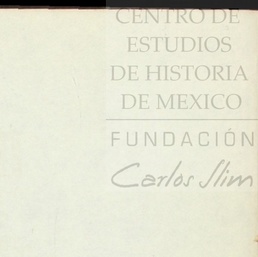 CENTRO DE
ESTUDIOS
DE HISTORIA
DE MEXICO
FUNDACIÓN
Carlos Slim